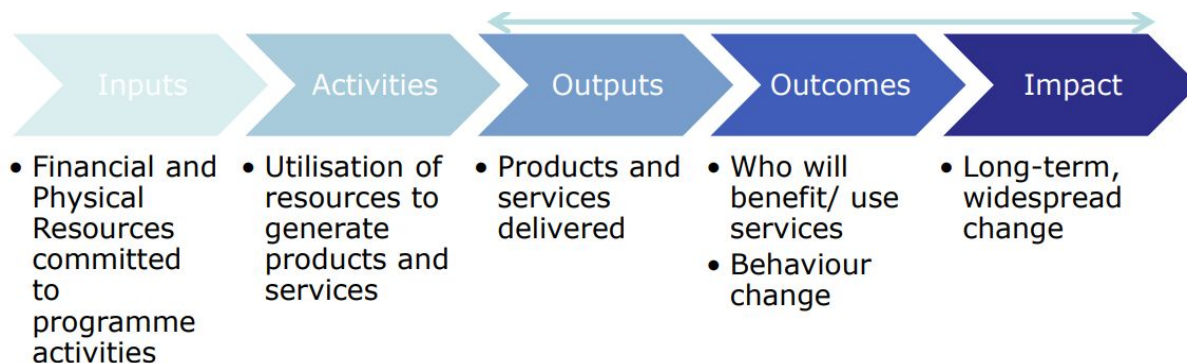 Inputs
Activities
Outputs
Outcomes
Impact
• Financial and
Physical
Resources
committed
to
programme
activities
• Utilisation of
resources to
generate
products and
services
• Products and
services
delivered
• Who will
benefit/ use
services
• Behaviour
change
• Long-term,
widespread
change